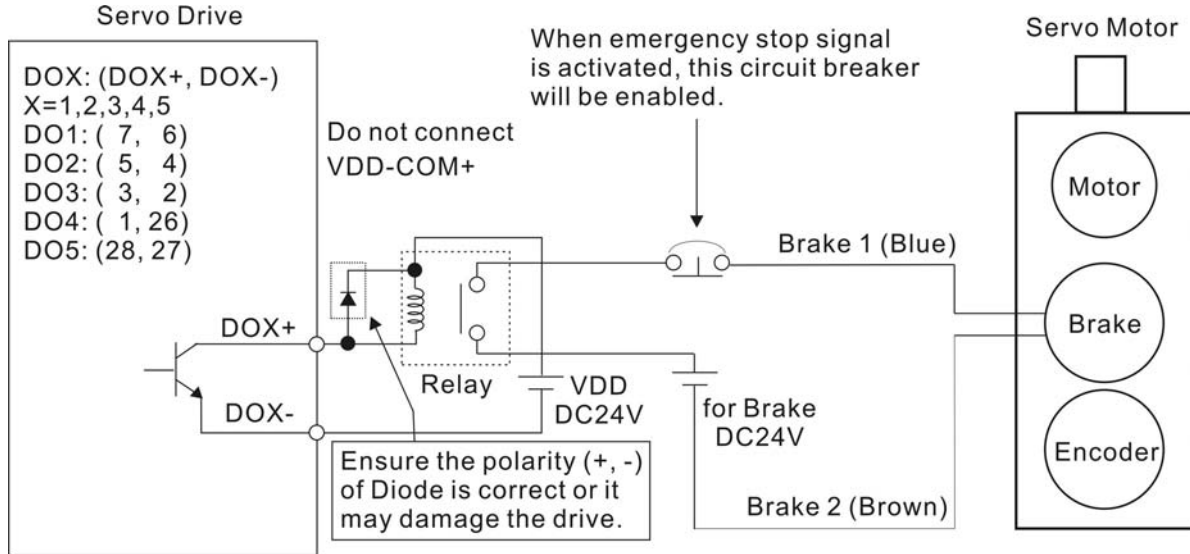 Servo Drive
DOX: (DOX+, DOX-)
X=1,2,3,4,5
DO1: ( 7, 6)
DO2: ( 5, 4)
DO3: ( 3, 2)
DO4: ( 1, 26)
DO5: (28, 27)
Do not connect
VDD-COM+
When emergency stop signal
is activated, this circuit breaker
will be enabled.
Servo Motor
Motor
Brake 1 (Blue)
Brake
DOX+
Relay
VDD
DC24V
for Brake
DC24V
DOX-
Encoder
Ensure the polarity (+, -)
of Diode is correct or it
may damage the drive.
Brake 2 (Brown)